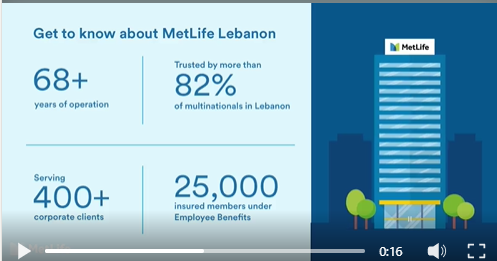 Get to know about MetLife Lebanon
68+
years of operation
Trusted by more than
82%
of multinationals in Lebanon
Serving
400+
corporate clients
25,000
insured members under
Employee Benefits
MetLife
0:16